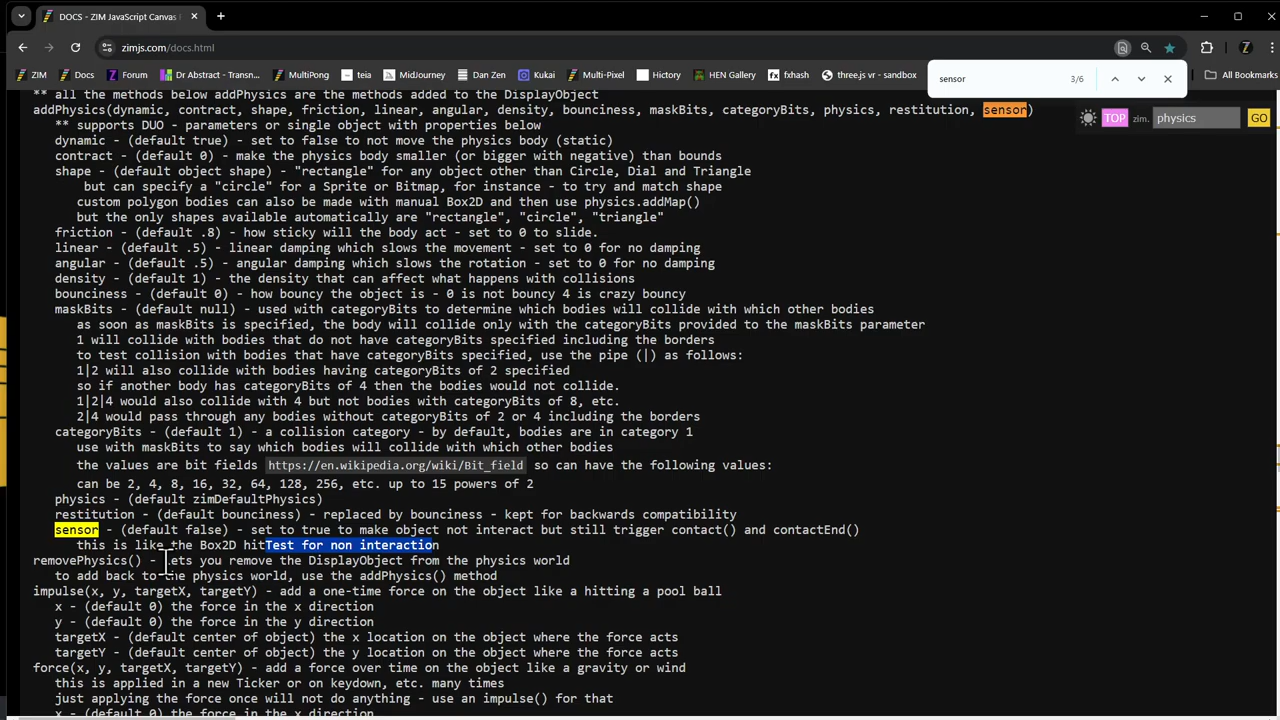 DOCS - ZIM JavaScript Canvas
zimjs.com/docs.html
ZIM
Docs
Forum
Dr Abstract - Transn...
MultiPong
teia
MidJourney
Dan Zen
Kukai
Multi-Pixel
Hictory
HEN Gallery
fxhash
three.js vr - sandbox
All Bookmarks
sensor
3/6
** all the methods below addPhysics are the methods added to the DisplayObject
addPhysics(dynamic, contract, shape, friction, linear, angular, density, bounciness, maskBits, categoryBits, physics, restitution, sensor)
TOP
zim.
physics
GO
** supports DUO - parameters or single object with properties below
dynamic - (default true) - set to false to not move the physics body (static)
contract - (default 0) - make the physics body smaller (or bigger with negative) than bounds
shape - (default object shape) - "rectangle" for any object other than Circle, Dial and Triangle
but can specify a "circle" for a Sprite or Bitmap, for instance - to try and match shape
custom polygon bodies can also be made with manual Box2D and then use physics.addMap()
but the only shapes available automatically are "rectangle", "circle", "triangle"
friction - (default .8) - how sticky will the body act - set to 0 to slide.
linear - (default .5) - linear damping which slows the movement - set to 0 for no damping
angular - (default .5) - angular damping which slows the rotation - set to 0 for no damping
density - (default 1) - the density that can affect what happens with collisions
bounciness - (default 0) - how bouncy the object is - 0 is not bouncy 4 is crazy bouncy
maskBits - (default null) - used with categoryBits to determine which bodies will collide with which other bodies
as soon as maskBits is specified, the body will collide only with the categoryBits provided to the maskBits parameter
1 will collide with bodies that do not have categoryBits specified including the borders
to test collision with bodies that have categoryBits specified, use the pipe (|) as follows:
1|2 will also collide with bodies having categoryBits of 2 specified
so if another body has categoryBits of 4 then the bodies would not collide.
1|2|4 would also collide with 4 but not bodies with categoryBits of 8, etc.
2|4 would pass through any bodies without categoryBits of 2 or 4 including the borders
categoryBits - (default 1) - a collision category - by default, bodies are in category 1
use with maskBits to say which bodies will collide with which other bodies
the values are bit fields https://en.wikipedia.org/wiki/Bit_field so can have the following values:
can be 2, 4, 8, 16, 32, 64, 128, 256, etc. up to 15 powers of 2
physics - (default zimDefaultPhysics)
restitution - (default bounciness) - replaced by bounciness - kept for backwards compatibility
sensor - (default false) - set to true to make object not interact but still trigger contact() and contactEnd()
this is like the Box2D hitTest for non interaction
removePhysics() - lets you remove the DisplayObject from the physics world
to add back to the physics world, use the addPhysics() method
impulse(x, y, targetX, targetY) - add a one-time force on the object like a hitting a pool ball
x - (default 0) the force in the x direction
y - (default 0) the force in the y direction
targetX - (default center of object) the x location on the object where the force acts
targetY - (default center of object) the y location on the object where the force acts
force(x, y, targetX, targetY) - add a force over time on the object like a gravity or wind
this is applied in a new Ticker or on keydown, etc. many times
just applying the force once will not do anything - use an impulse() for that
x - (default 0) the force in the x direction